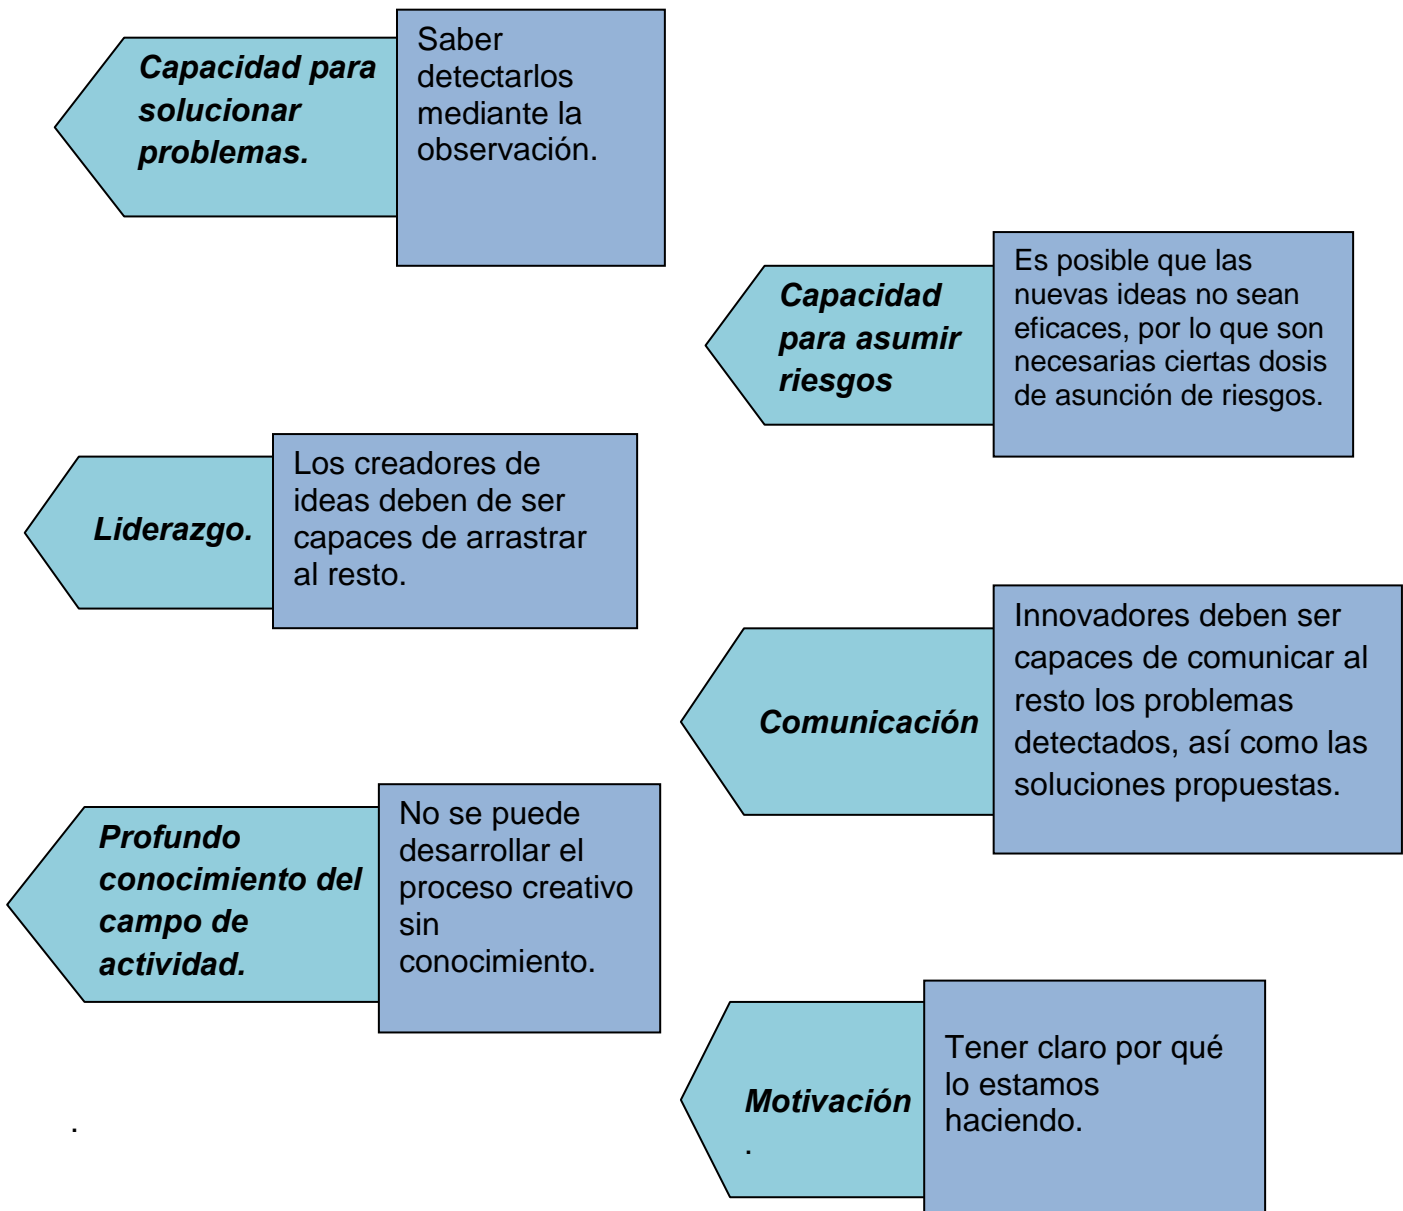 Capacidad para
solucionar
problemas.
Saber
detectarlos
mediante la
observación.
Capacidad
para asumir
riesgos
Es posible que las
nuevas ideas no sean
eficaces, por lo que son
necesarias ciertas dosis
de asunción de riesgos.
Liderazgo.
Los creadores de
ideas deben de ser
capaces de arrastrar
al resto.
Comunicación
Innovadores deben ser
capaces de comunicar al
resto los problemas
detectados, así como las
soluciones propuestas.
Profundo
conocimiento del
campo de
actividad.
No se puede
desarrollar el
proceso creativo
sin
conocimiento.
Motivación
.
Tener claro por qué
lo estamos
haciendo.
.